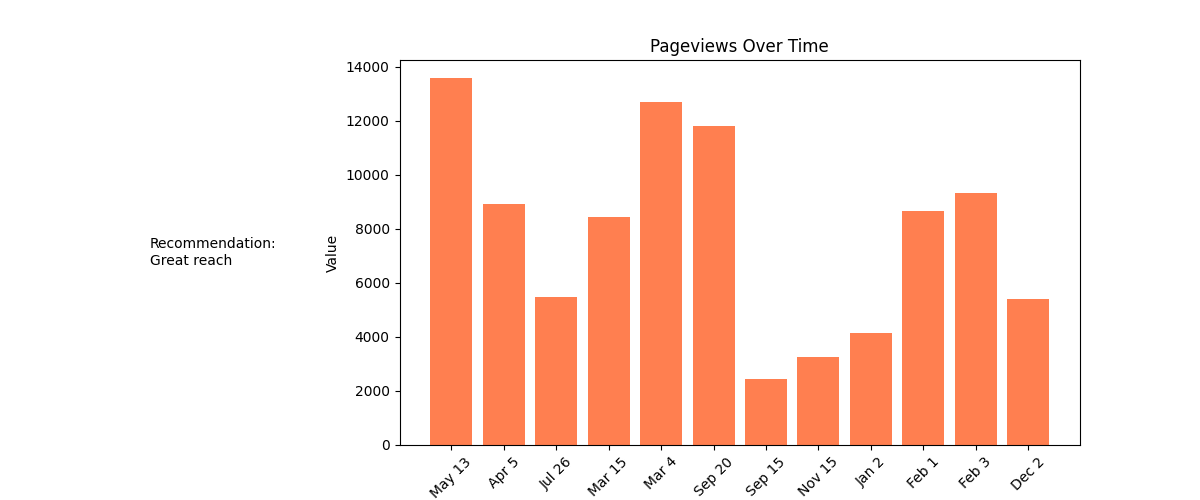 Pageviews Over Time
Recommendation:
Great reach
Value
14000
12000
10000
8000
6000
4000
2000
0
May 13
Apr 5
Jul 26
Mar 15
Mar 4
Sep 20
Sep 15
Nov 15
Jan 2
Feb 1
Feb 3
Dec 2